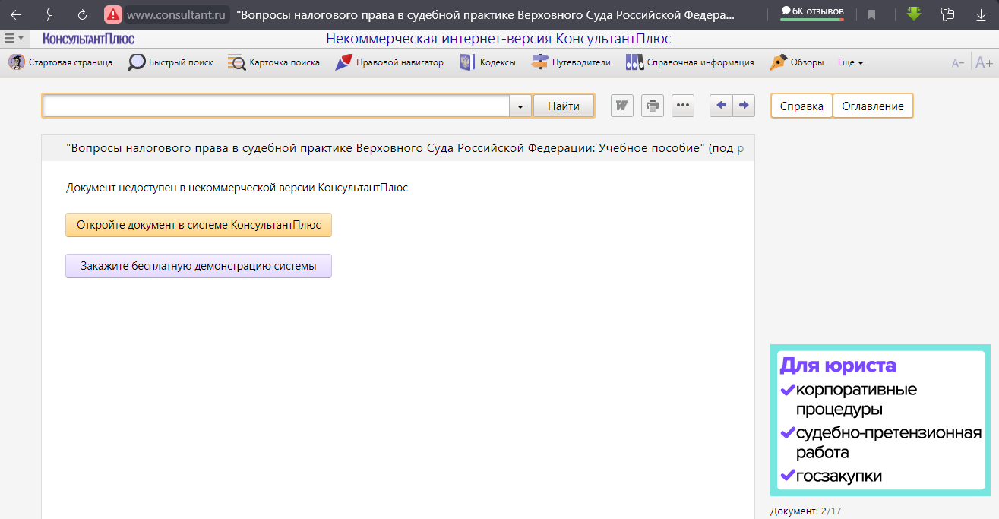 Я www.consultant.ru "Вопросы налогового права в судебной практике Верховного Суда Российской Федера... 6К отзывов
КонсультантПлюс Некоммерческая интернет-версия КонсультантПлюс
Стартовая страница Быстрый поиск Карточка поиска Правовой навигатор Кодексы Путеводители Справочная информация Обзоры Еще A− A+
Найти W ••• Справка Оглавление
"Вопросы налогового права в судебной практике Верховного Суда Российской Федерации: Учебное пособие" (под р
Документ недоступен в некоммерческой версии КонсультантПлюс
Откройте документ в системе КонсультантПлюс
Закажите бесплатную демонстрацию системы
Для юриста
корпоративные
процедуры
судебно-претензионная
работа
госзакупки
Документ: 2/17